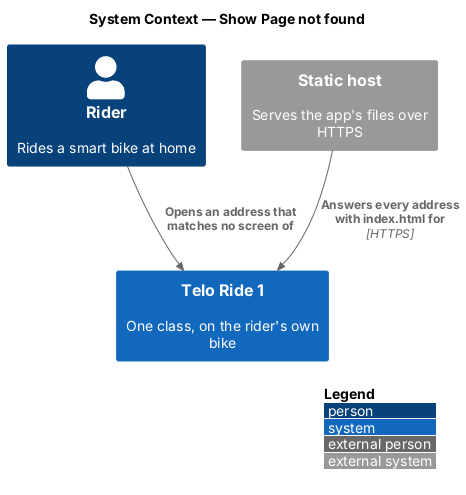 System Context — Show Page not found
Rider
Rides a smart bike at home
Static host
Serves the app's files over
HTTPS
Opens an address that
matches no screen of
Answers every address
with index.html for
[HTTPS]
Telo Ride 1
One class, on the rider's own
bike
Legend
person
system
external person
external system